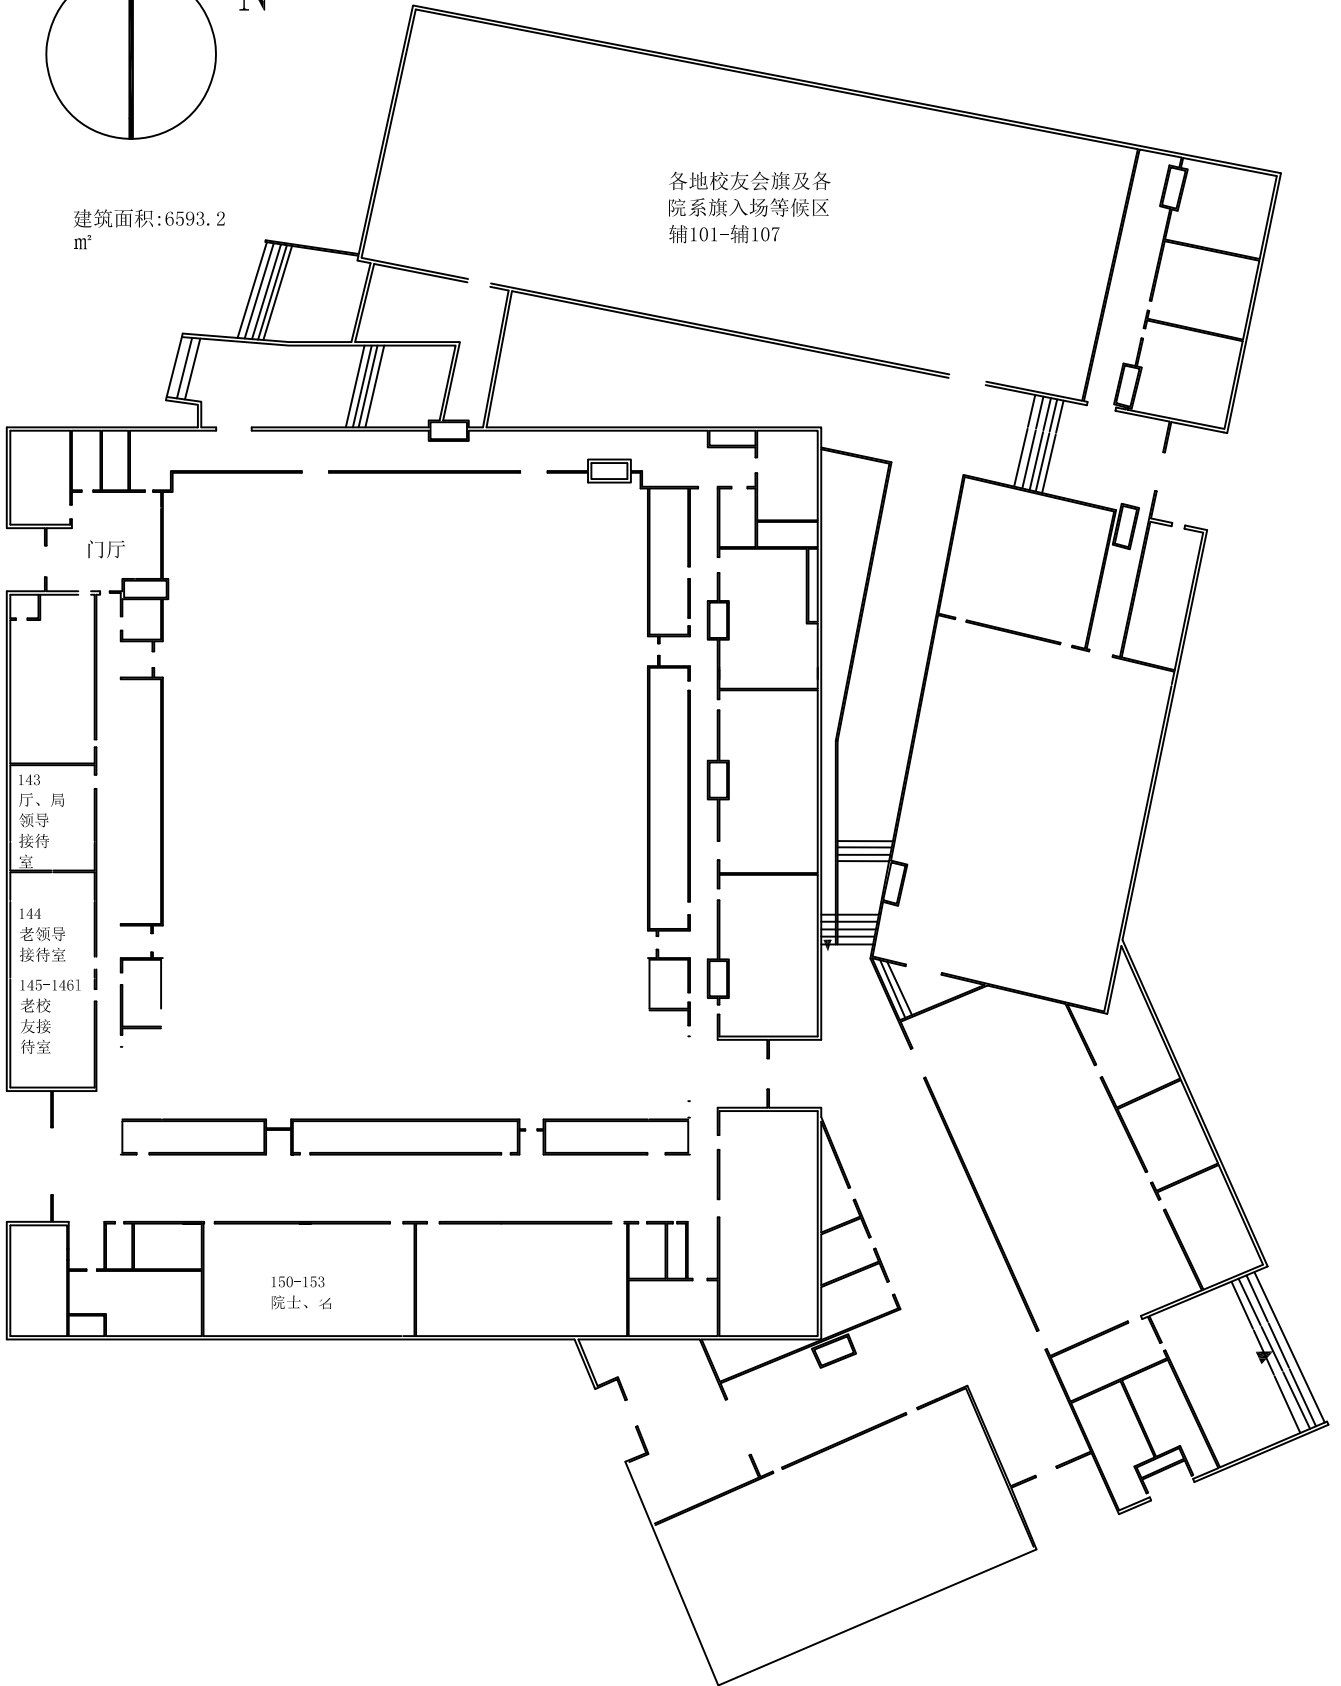 N
建筑面积:6593.2
m²
各地校友会旗及各
院系旗入场等候区
辅101-辅107
门厅
143
厅、局
领导
接待
室
144
老领导
接待室
145-146l
老校
友接
待室
150-153
院士、名